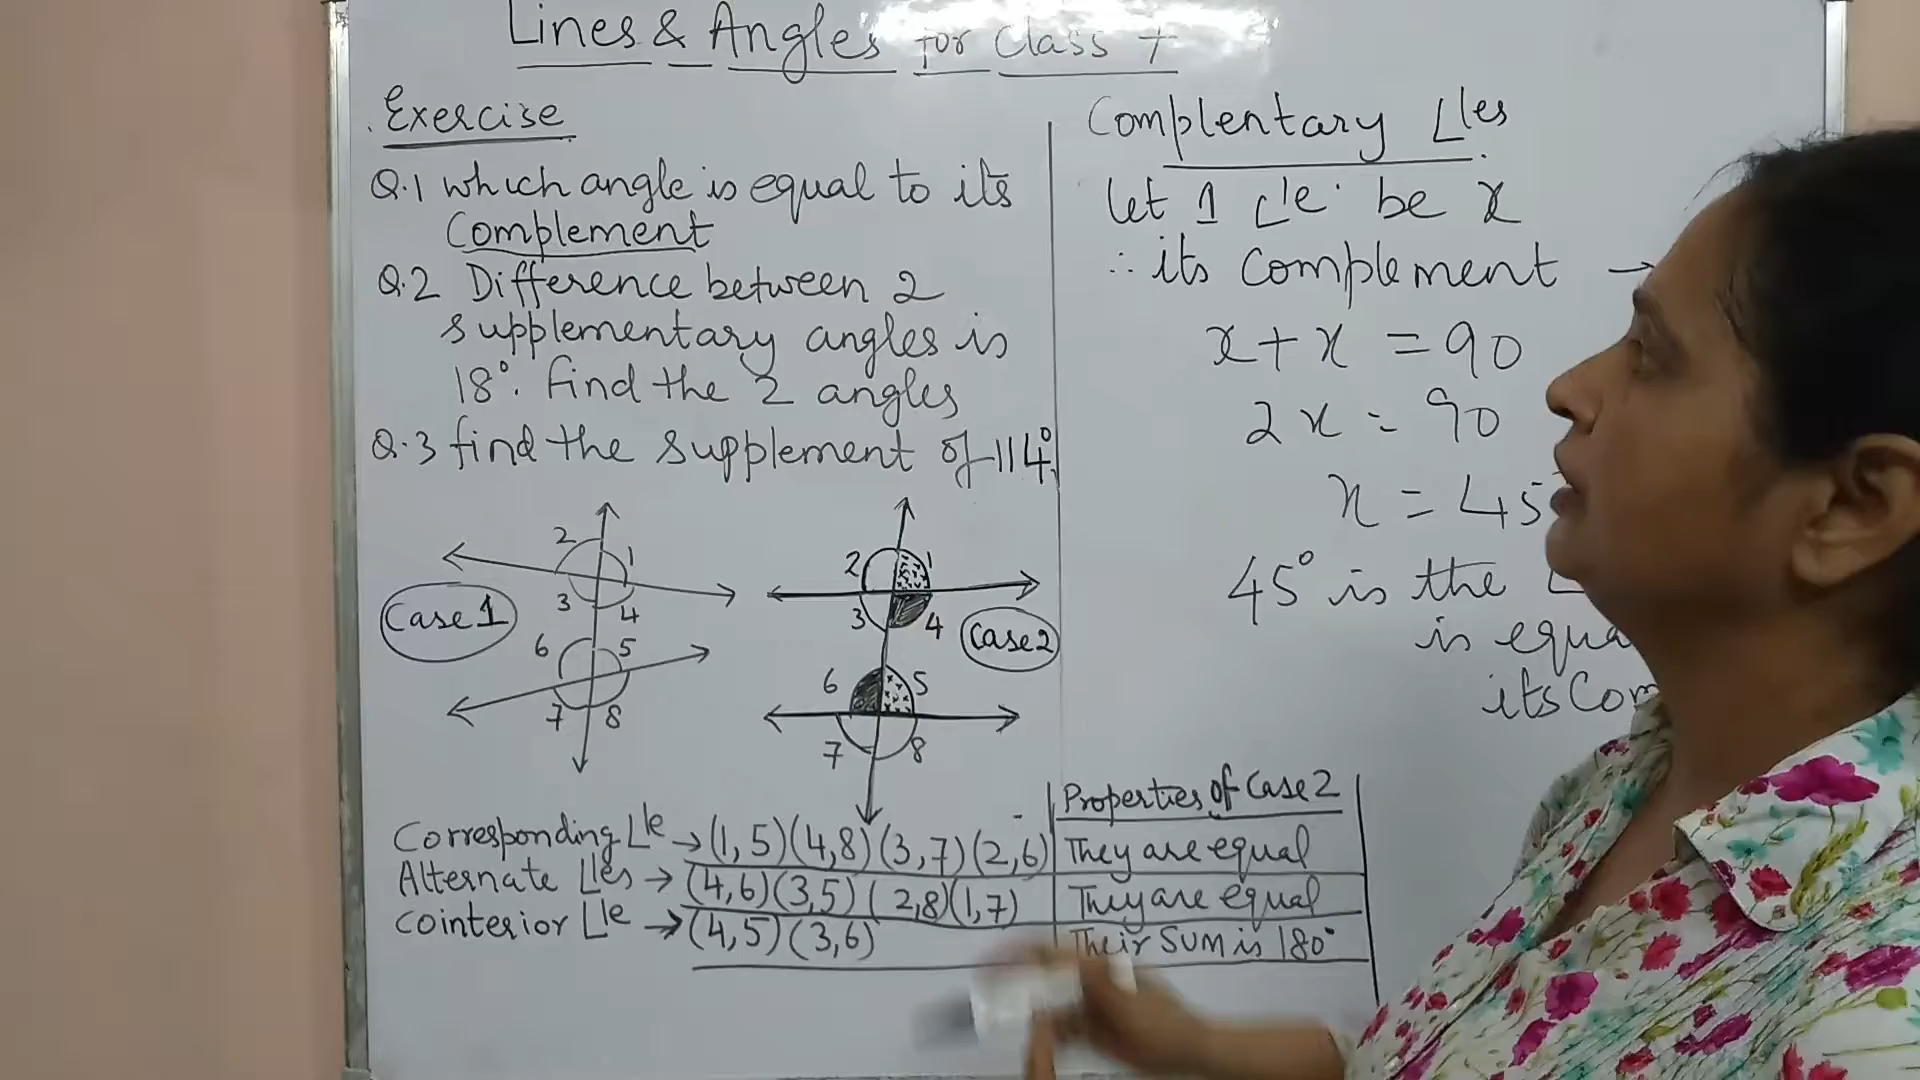 Lines & Angles for Class 7
Exercise
Q.1 which angle is equal to its
Complement
Q.2 Difference between 2
supplementary angles is
18°. find the 2 angles
Q.3 find the supplement of 114°.
2 1
3 4
6 5
7 8
Case 1
2 1
3 4
6 5
7 8
Case 2
Corresponding ∠le → (1,5)(4,8)(3,7)(2,6)
Alternate ∠les → (4,6)(3,5)(2,8)(1,7)
Cointerior ∠le → (4,5)(3,6)
Properties of Case 2
They are equal
They are equal
Their SUM is 180°
Complentary ∠les
let 1 ∠le be x
∴ its complement →
x + x = 90
2x = 90
x = 45
45° is the
is
its